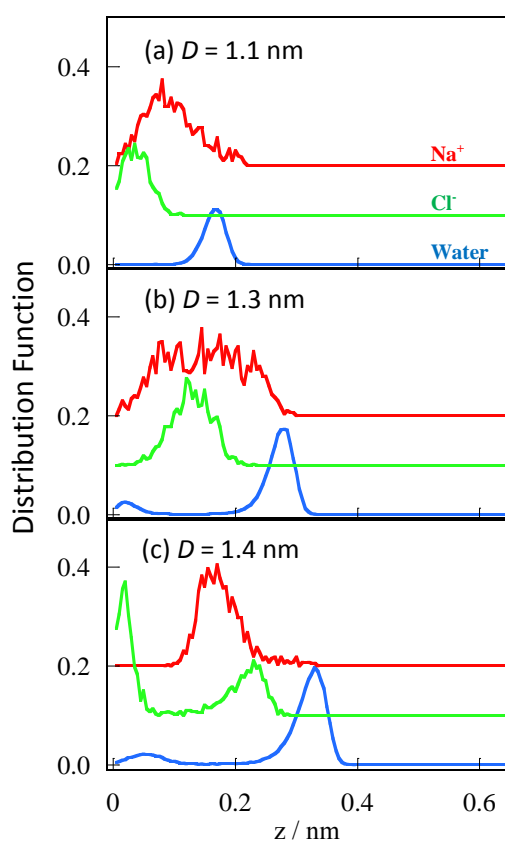 (a) D = 1.1 nm
0.4
Na⁺
0.2
Cl⁻
Water
0.0
(b) D = 1.3 nm
0.4
0.2
0.0
(c) D = 1.4 nm
0.4
0.2
0.0
0 0.2 0.4 0.6
z / nm
Distribution Function